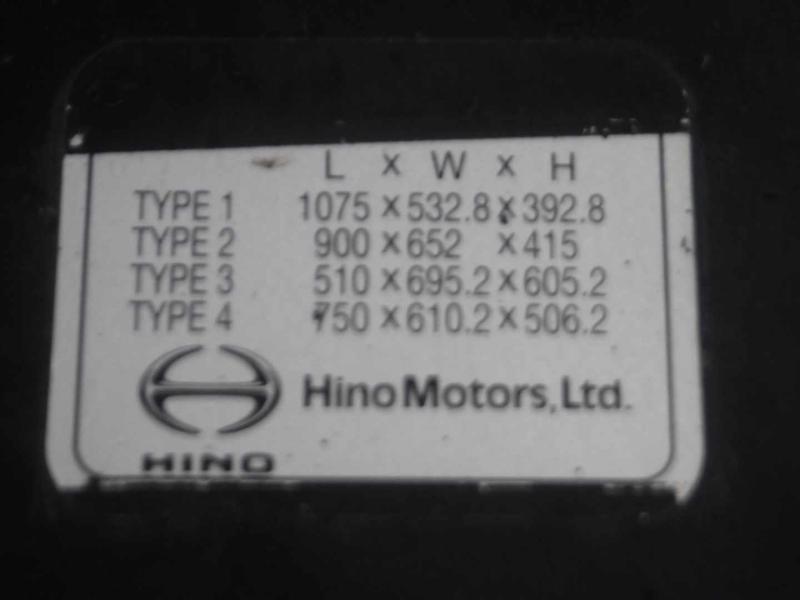 L x W x H
TYPE 1 1075 x 532.8 x 392.8
TYPE 2 900 x 652 x 415
TYPE 3 510 x 695.2 x 605.2
TYPE 4 750 x 610.2 x 506.2
Hino Motors, Ltd.
HINO